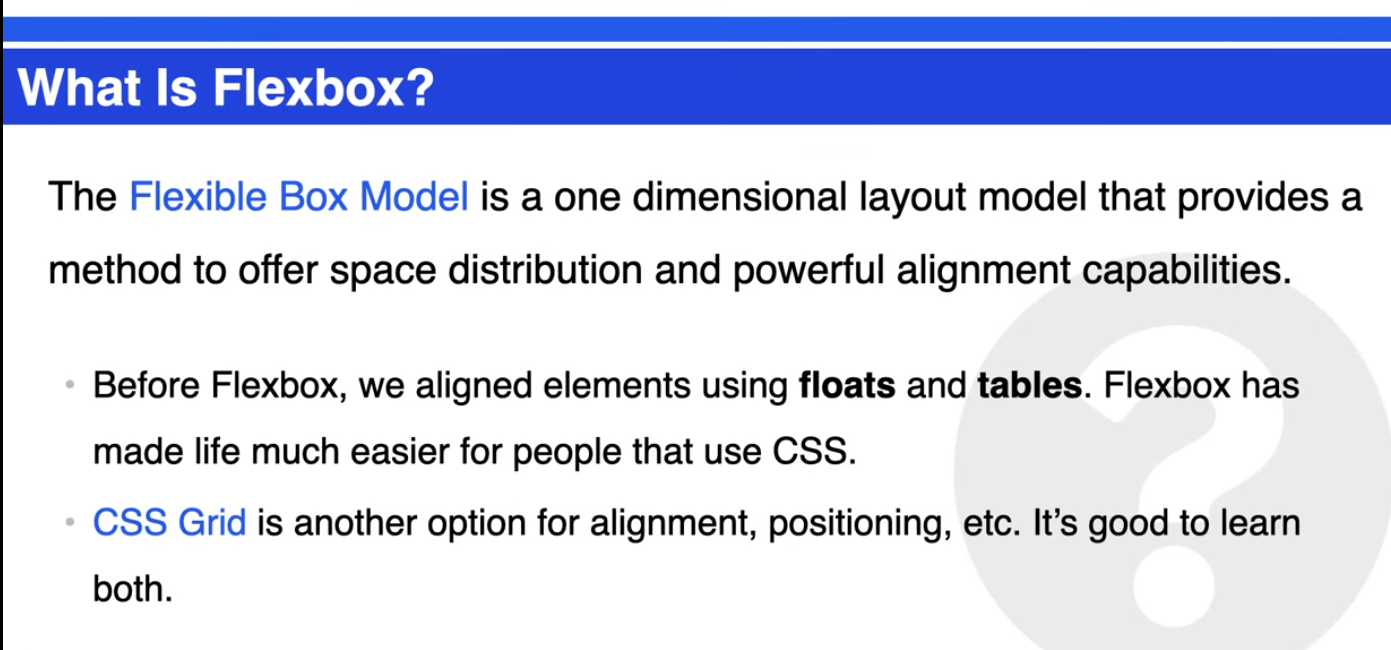 What Is Flexbox?
The Flexible Box Model is a one dimensional layout model that provides a
method to offer space distribution and powerful alignment capabilities.
• Before Flexbox, we aligned elements using floats and tables. Flexbox has
made life much easier for people that use CSS.
• CSS Grid is another option for alignment, positioning, etc. It’s good to learn
both.